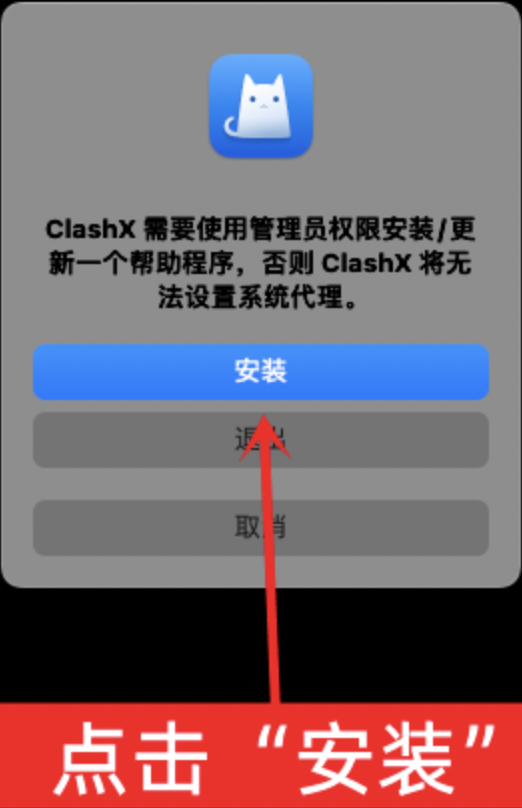 ClashX 需要使用管理员权限安装/更
新一个帮助程序，否则 ClashX 将无
法设置系统代理。
安装
退出
取消
点击“安装”